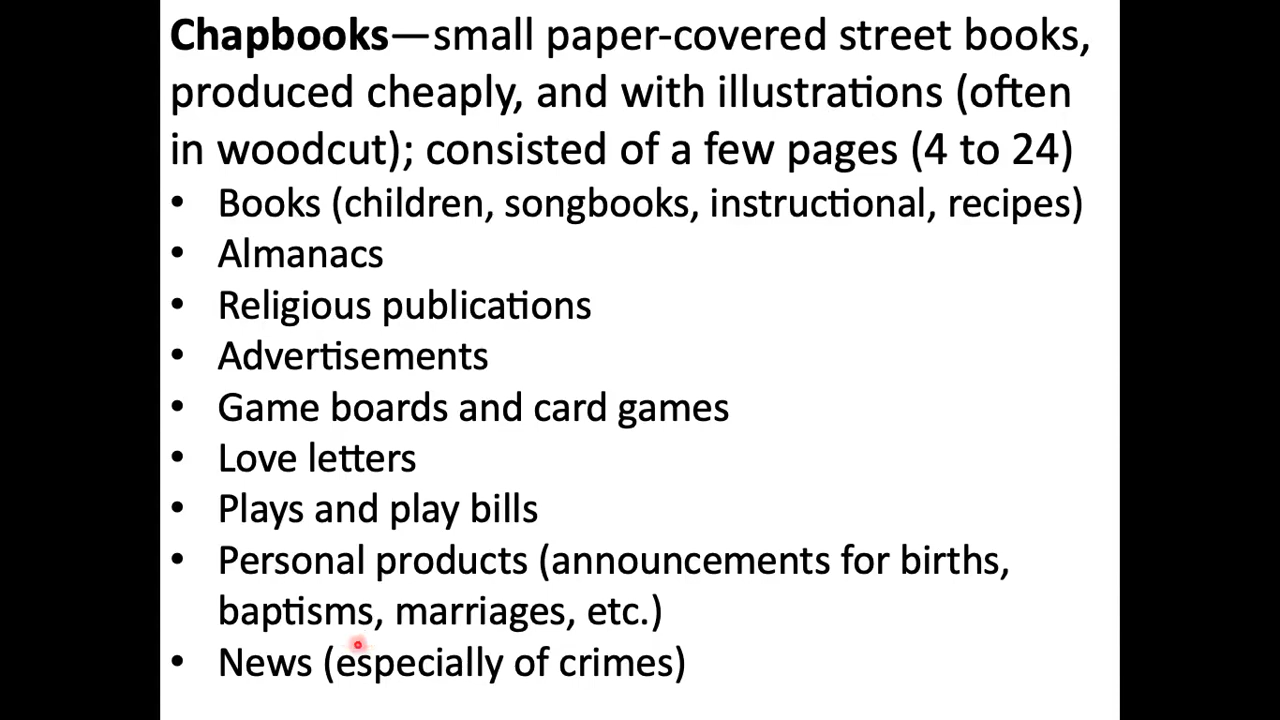 Chapbooks—small paper-covered street books,
produced cheaply, and with illustrations (often
in woodcut); consisted of a few pages (4 to 24)
• Books (children, songbooks, instructional, recipes)
• Almanacs
• Religious publications
• Advertisements
• Game boards and card games
• Love letters
• Plays and play bills
• Personal products (announcements for births,
baptisms, marriages, etc.)
• News (especially of crimes)